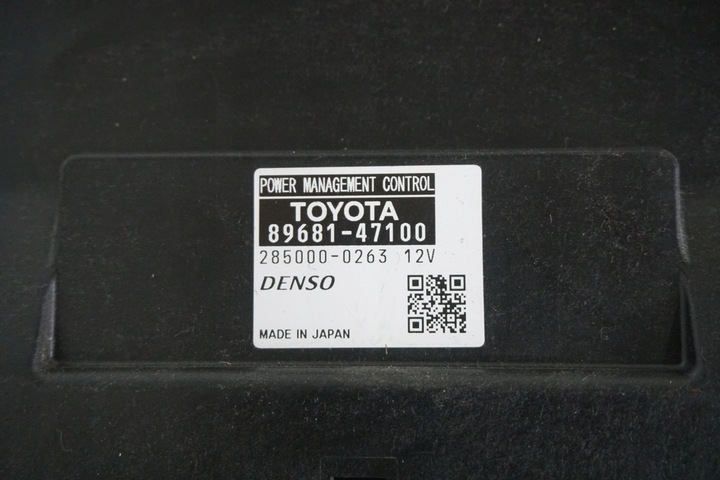 POWER MANAGEMENT CONTROL
TOYOTA
89681-47100
285000-0263 12V
DENSO
MADE IN JAPAN